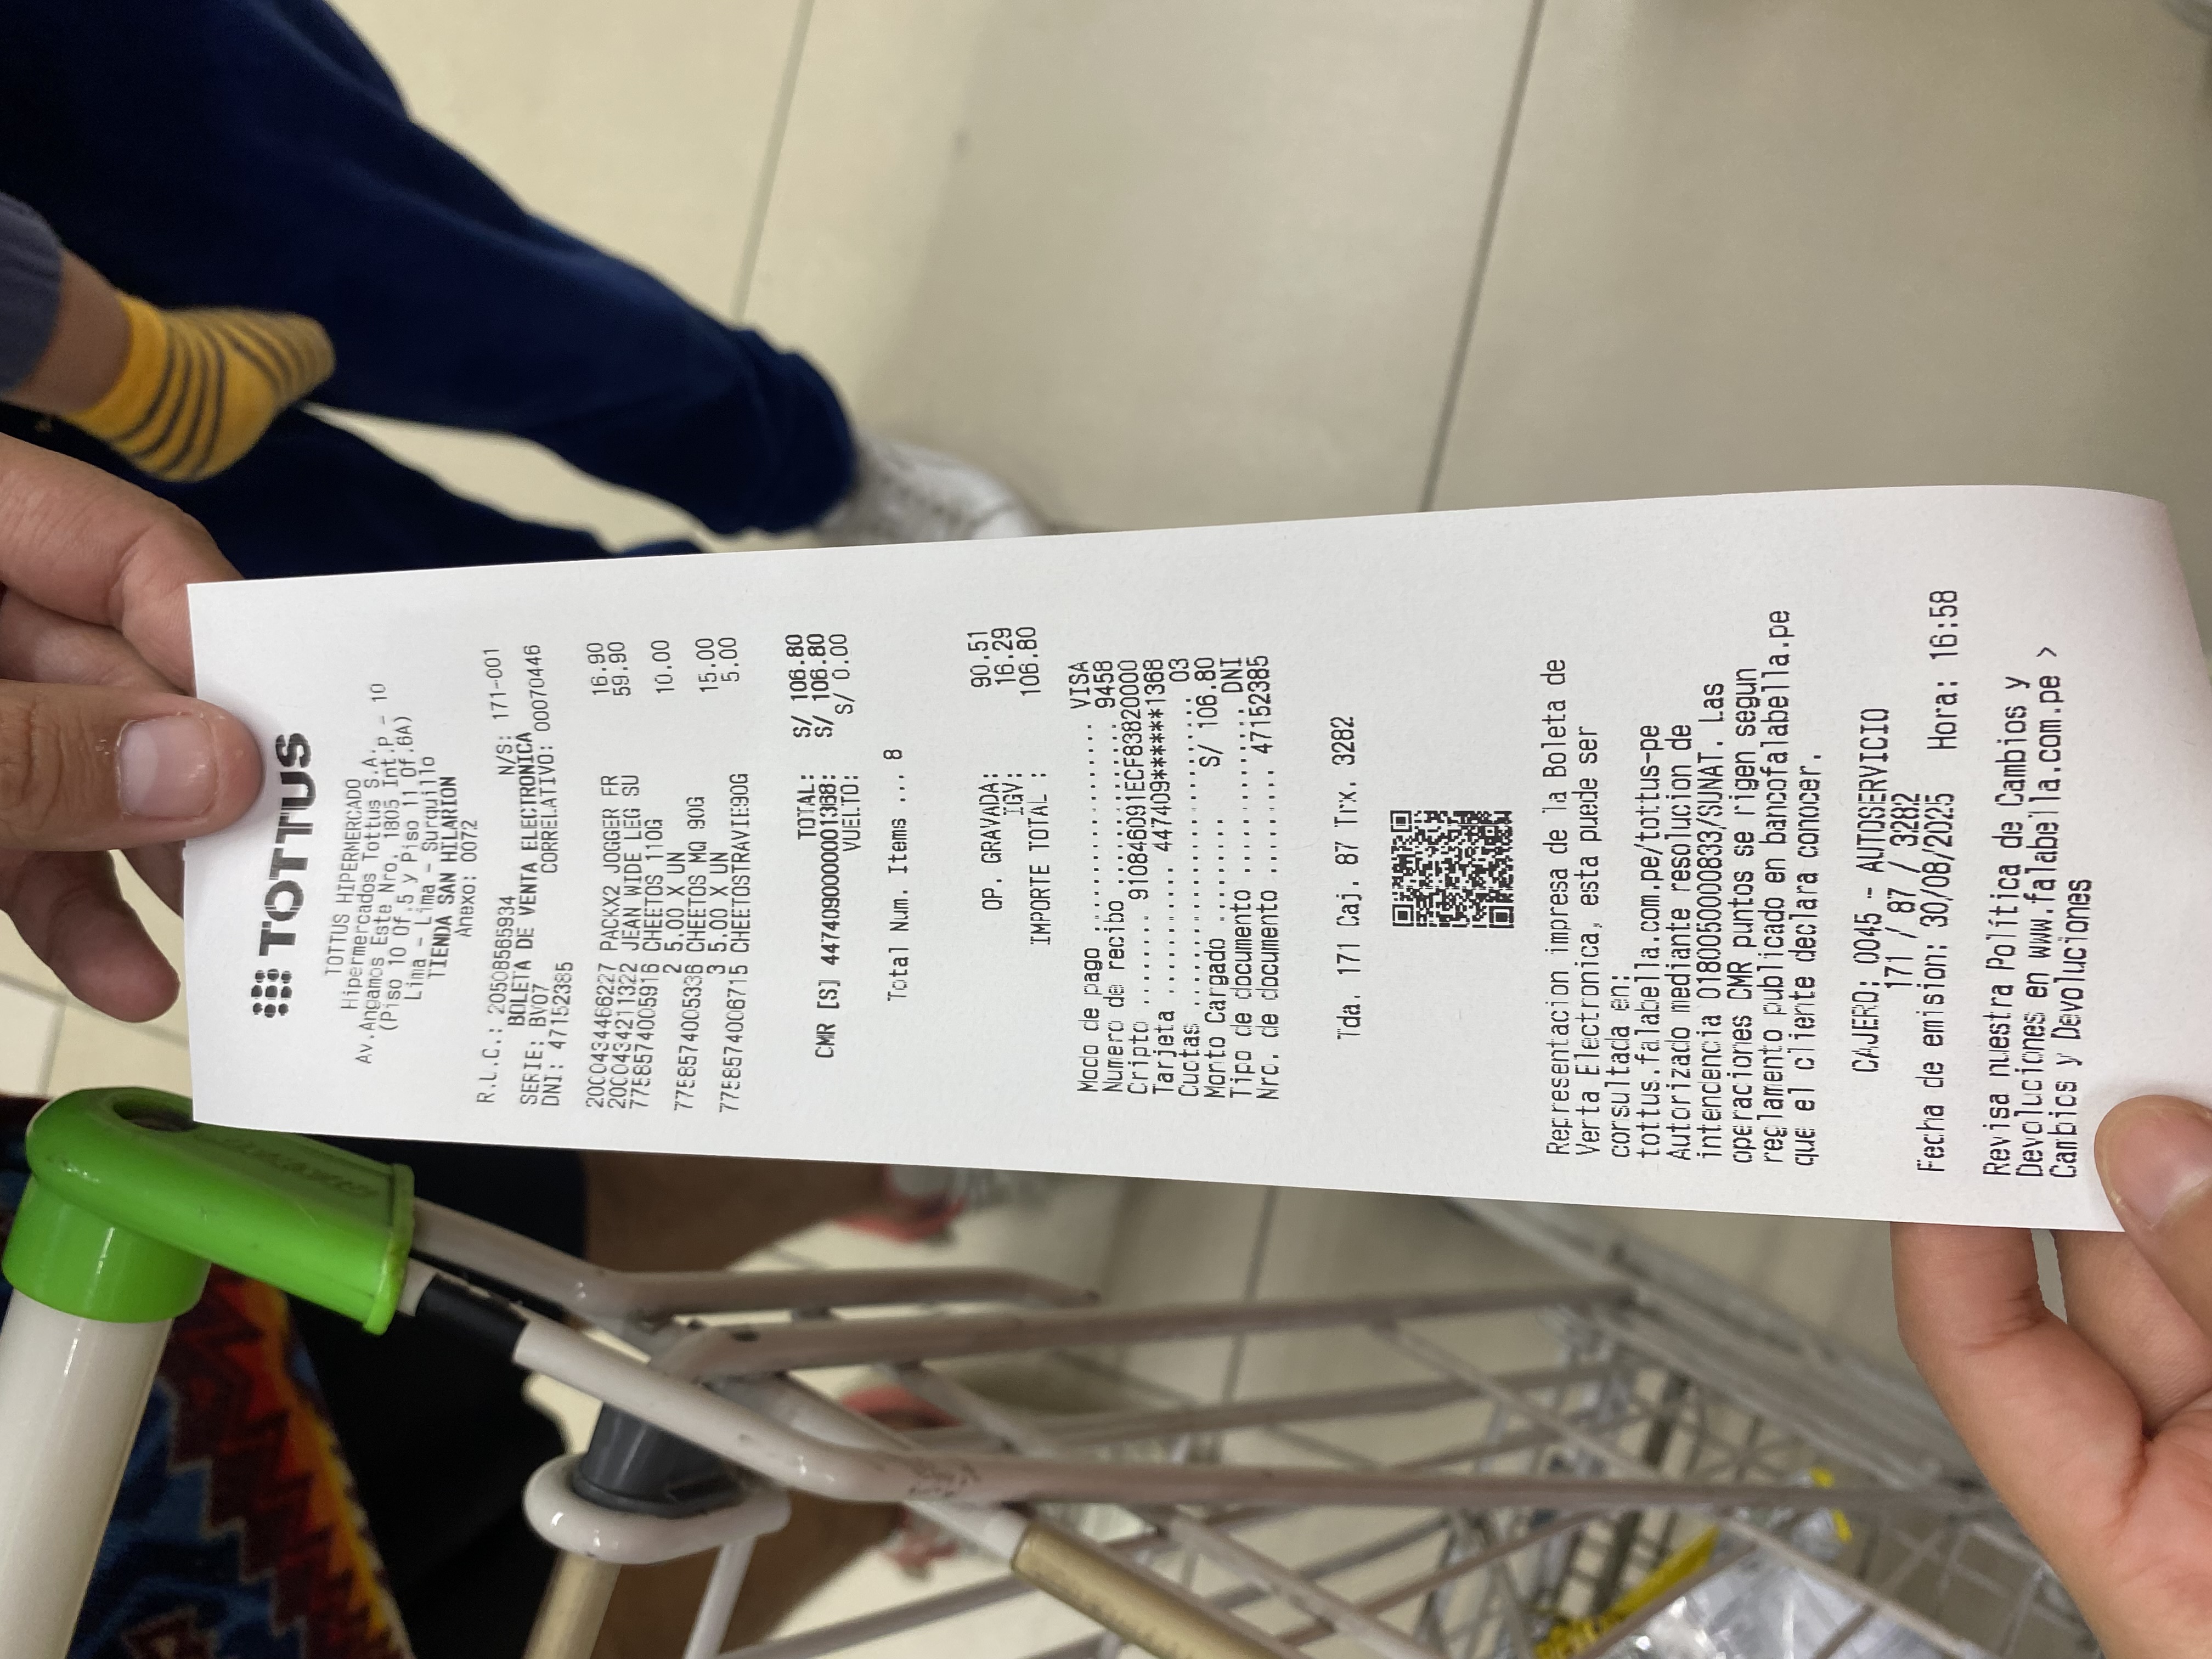 TOTTUS
TOTTUS HIPERMERCADO
Hipermercados Tottus S.A.
Av.Angamos Este Nro. 1805 Int.P - 10
(Piso 10 Of.5 y Piso 11 Of.6A)
Lima - Lima - Surquillo
TIENDA SAN HILARION
Anexo: 0072
R.U.C.: 20508565934 N/S: 171-001
BOLETA DE VENTA ELECTRONICA
SERIE: BV07 CORRELATIVO: 00070446
DNI: 47152385
2000434466227 PACKX2 JOGGER FR 16.90
2000434211322 JEAN WIDE LEG SU 59.90
7758574005916 CHEETOS 110G
2 5.00 X UN 10.00
7758574005336 CHEETOS MQ 90G
3 5.00 X UN 15.00
7758574006715 CHEETOSTRAVIE90G 5.00
TOTAL: S/ 106.80
CMR [S] 4474090000001368: S/ 106.80
VUELTO: S/ 0.00
Total Num. Items ... 8
OP. GRAVADA: 90.51
IGV: 16.29
IMPORTE TOTAL : 106.80
Modo de pago .................. VISA
Numero de recibo .............. 9458
Cripto ........ 910846091ECF83820000
Tarjeta ........... 447409******1368
Cuotas .......................... 03
Monto Cargado ......... S/ 106.80
Tipo de documento .............. DNI
Nro. de documento ......... 47152385
Tda. 171 Caj. 87 Trx. 3282
Representacion impresa de la Boleta de
Venta Electronica, esta puede ser
consultada en:
tottus.falabella.com.pe/tottus-pe
Autorizado mediante resolucion de
intendencia 0180050000833/SUNAT. Las
operaciones CMR puntos se rigen segun
reglamento publicado en bancofalabella.pe
que el cliente declara conocer.
CAJERO: 0045 - AUTOSERVICIO
171 / 87 / 3282
Fecha de emision: 30/08/2025 Hora: 16:58
Revisa nuestra Política de Cambios y
Devoluciones en www.falabella.com.pe >
Cambios y Devoluciones